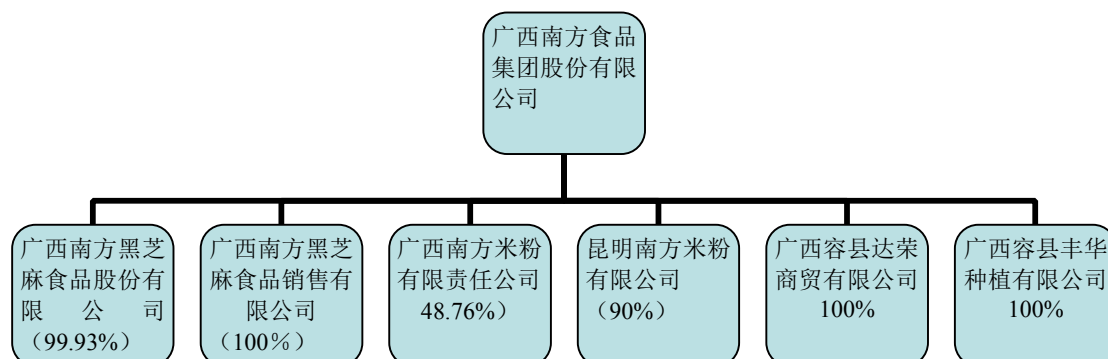 广西南方食品
集团股份有限
公司
广西南方黑芝
麻食品股份有
限公司
（99.93%）
广西南方黑芝
麻食品销售有
限公司
（100％）
广西南方米粉
有限责任公司
48.76%）
昆明南方米粉
有限公司
（90%）
广西容县达荣
商贸有限公司
100%
广西容县丰华
种植有限公司
100%